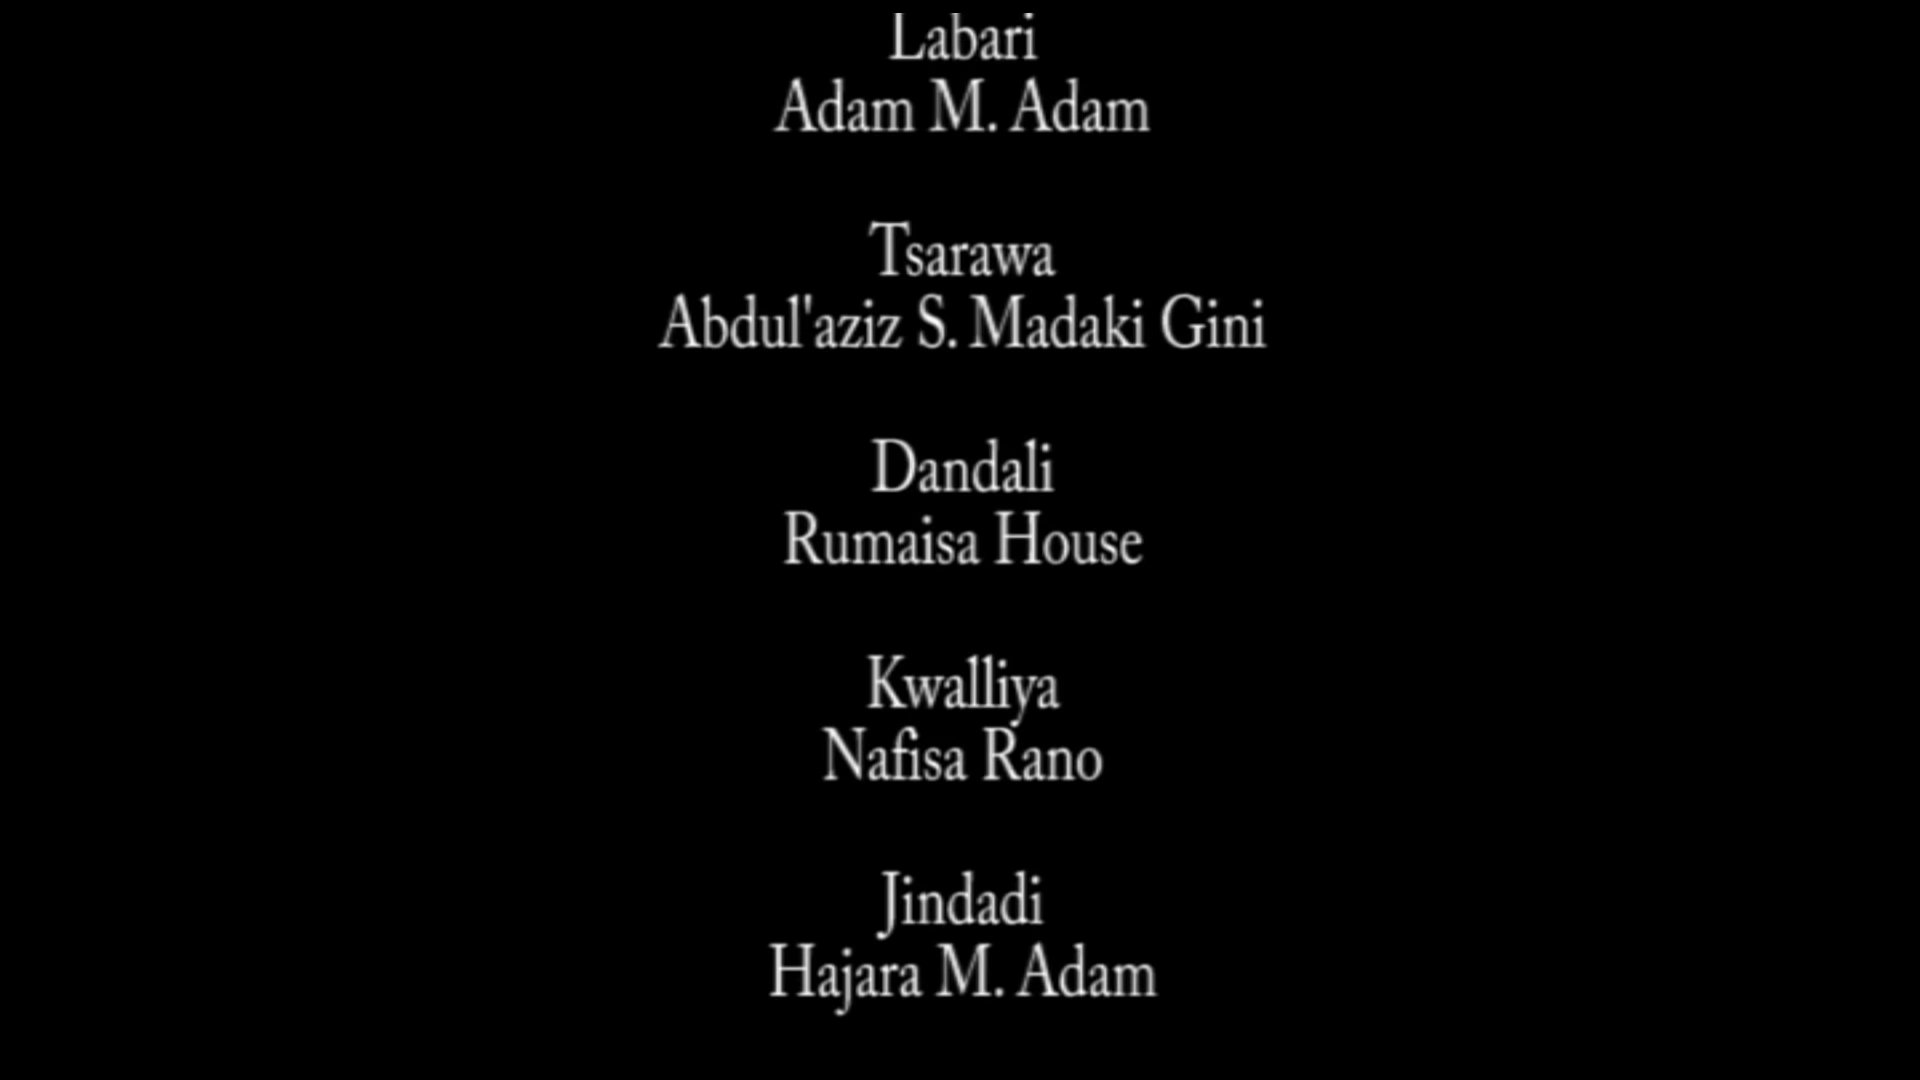 Labari
Adam M. Adam
Tsarawa
Abdul'aziz S. Madaki Gini
Dandali
Rumaisa House
Kwalliya
Nafisa Rano
Jindadi
Hajara M. Adam